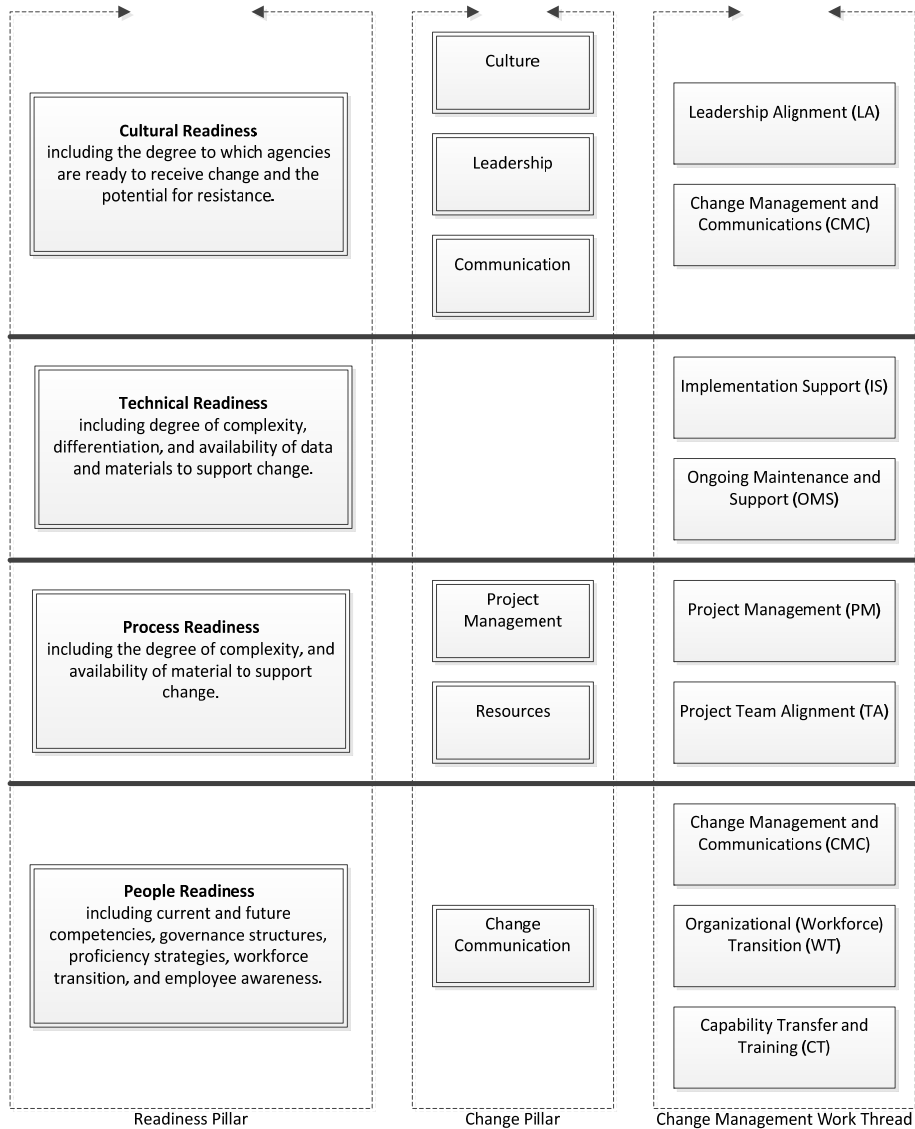 Cultural Readiness
including the degree to which agencies
are ready to receive change and the
potential for resistance.
Culture
Leadership
Communication
Leadership Alignment (LA)
Change Management and
Communications (CMC)
Technical Readiness
including degree of complexity,
differentiation, and availability of data
and materials to support change.
Implementation Support (IS)
Ongoing Maintenance and
Support (OMS)
Process Readiness
including the degree of complexity, and
availability of material to support
change.
Project
Management
Resources
Project Management (PM)
Project Team Alignment (TA)
People Readiness
including current and future
competencies, governance structures,
proficiency strategies, workforce
transition, and employee awareness.
Change
Communication
Change Management and
Communications (CMC)
Organizational (Workforce)
Transition (WT)
Capability Transfer and
Training (CT)
Readiness Pillar
Change Pillar
Change Management Work Thread